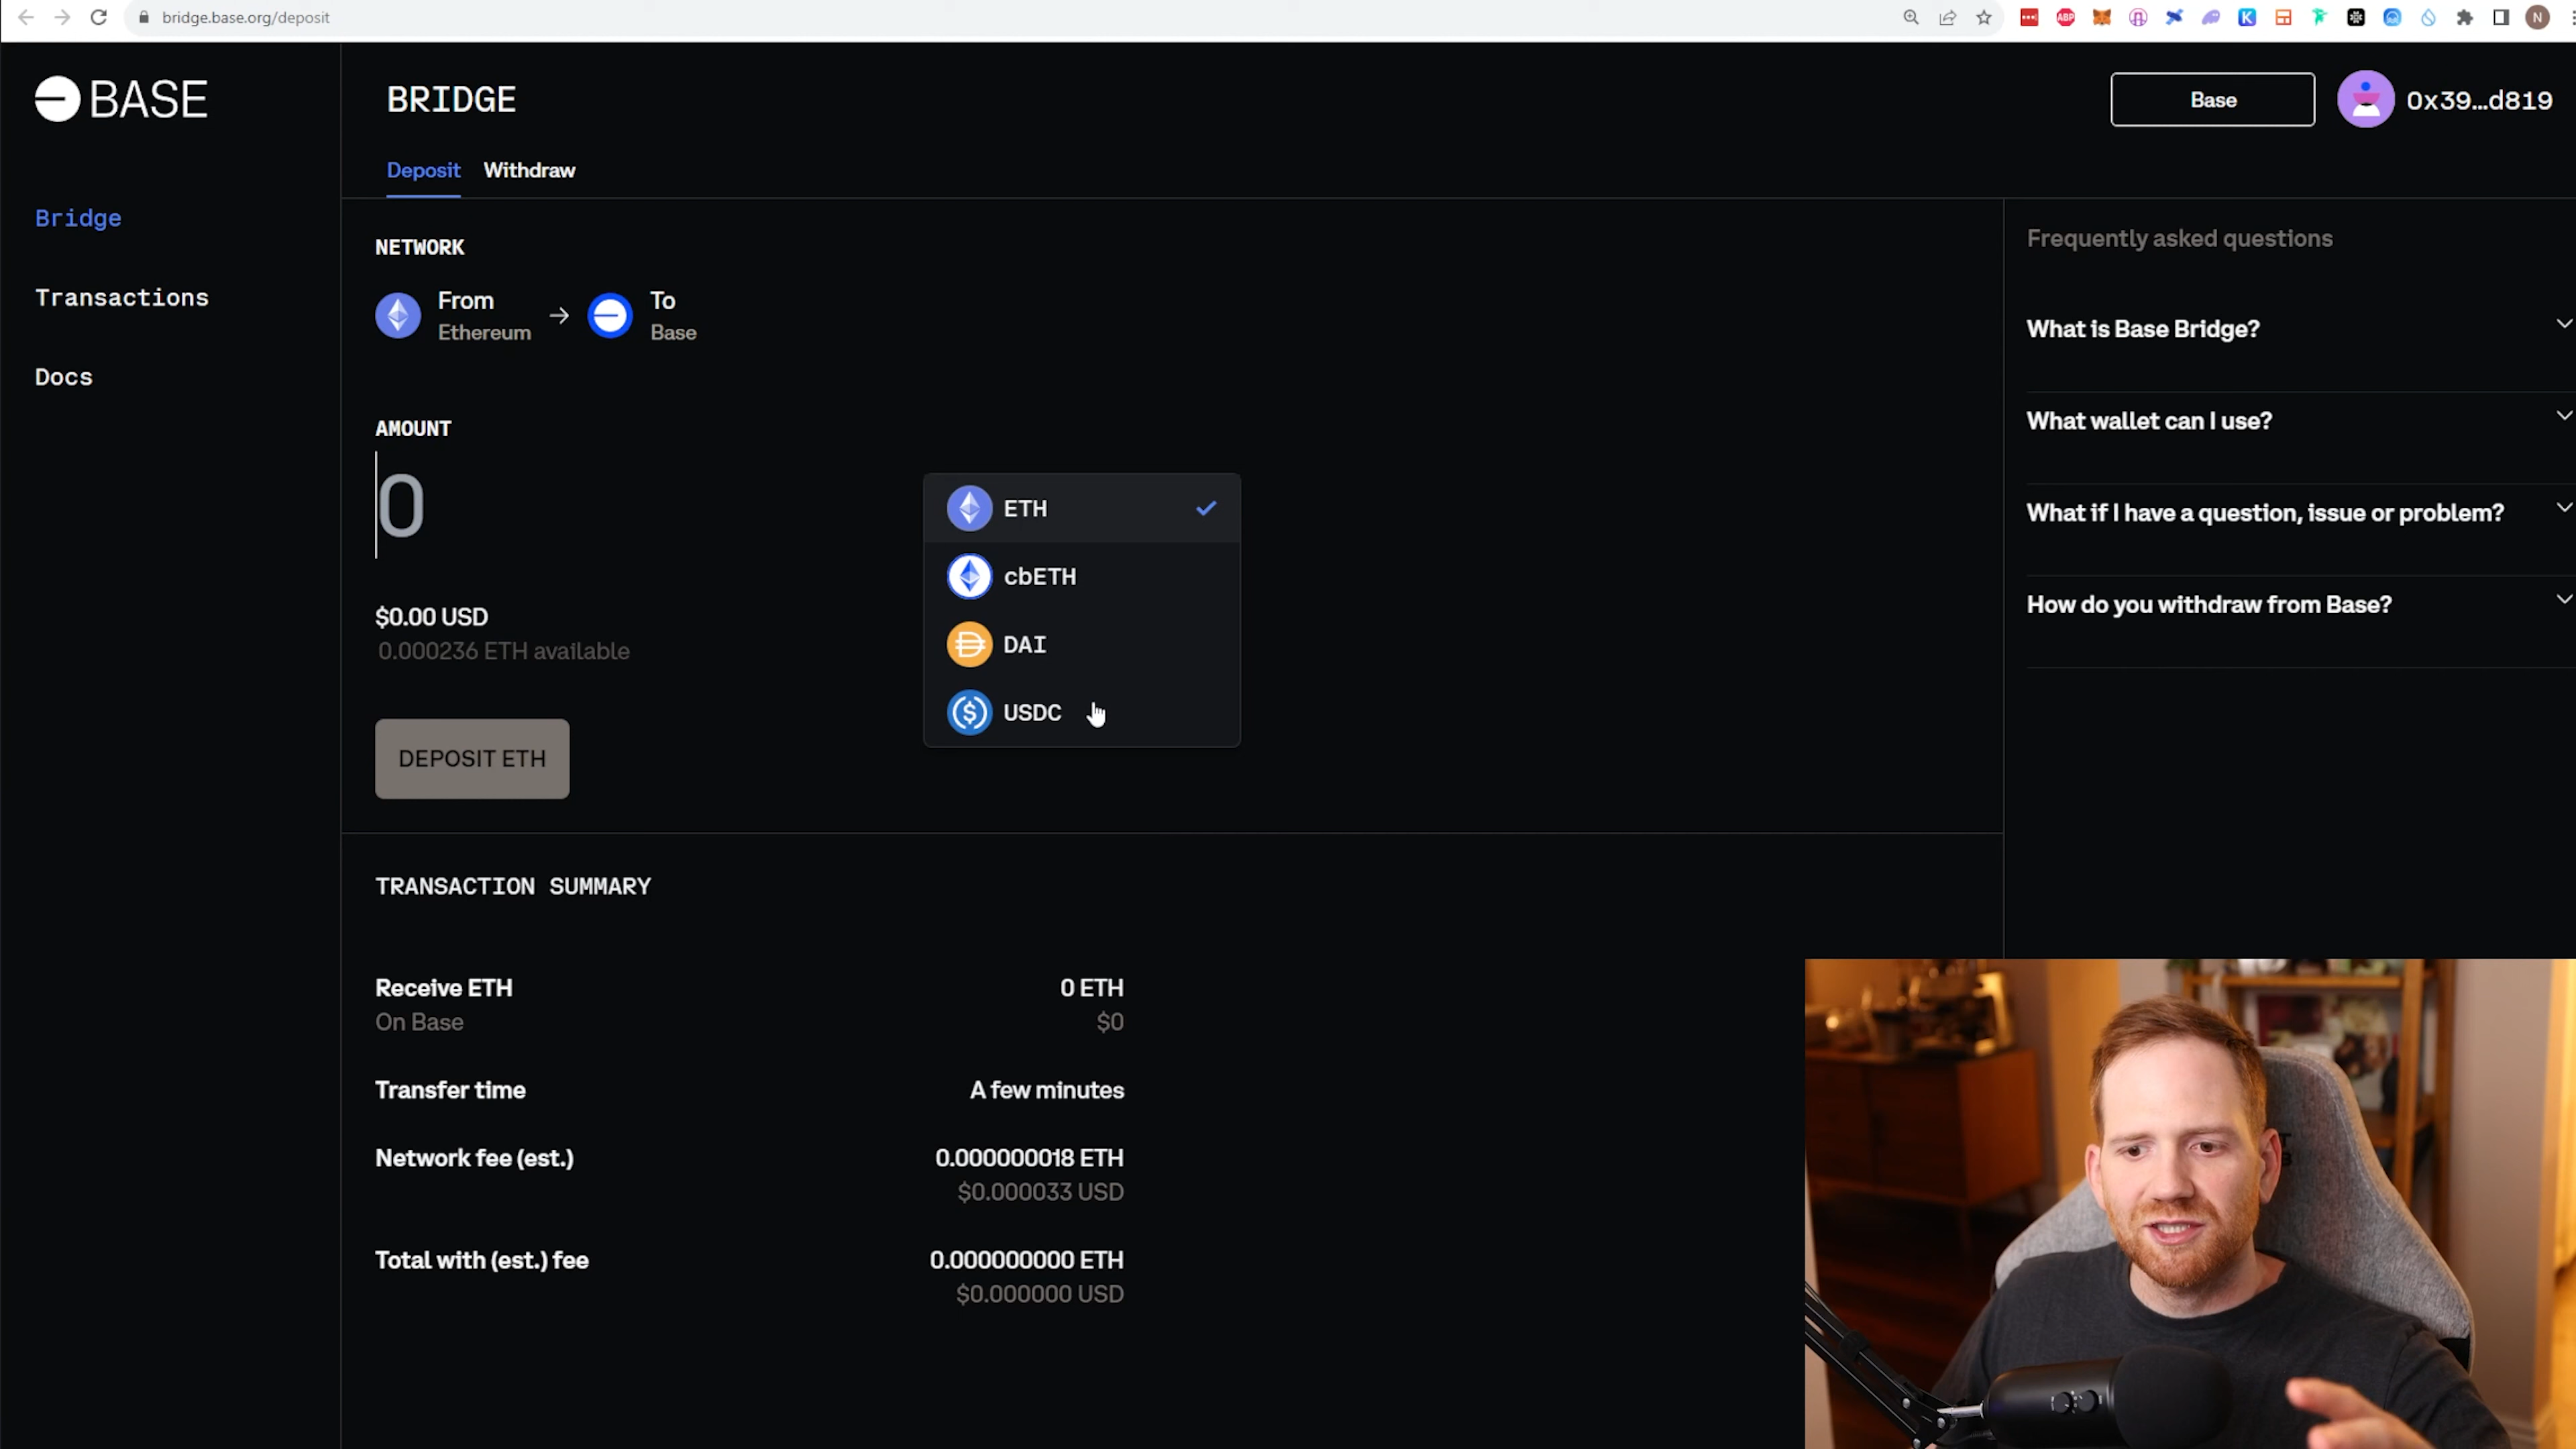 bridge.base.org/deposit
ABP
K
N
BASE
BRIDGE
Base
0x39...d819
Deposit
Withdraw
Bridge
Transactions
Docs
NETWORK
From
Ethereum
To
Base
AMOUNT
0
$0.00 USD
0.000236 ETH available
DEPOSIT ETH
ETH
cbETH
DAI
USDC
Frequently asked questions
What is Base Bridge?
What wallet can I use?
What if I have a question, issue or problem?
How do you withdraw from Base?
TRANSACTION SUMMARY
Receive ETH
0 ETH
On Base
$0
Transfer time
A few minutes
Network fee (est.)
0.000000018 ETH
$0.000033 USD
Total with (est.) fee
0.000000000 ETH
$0.000000 USD